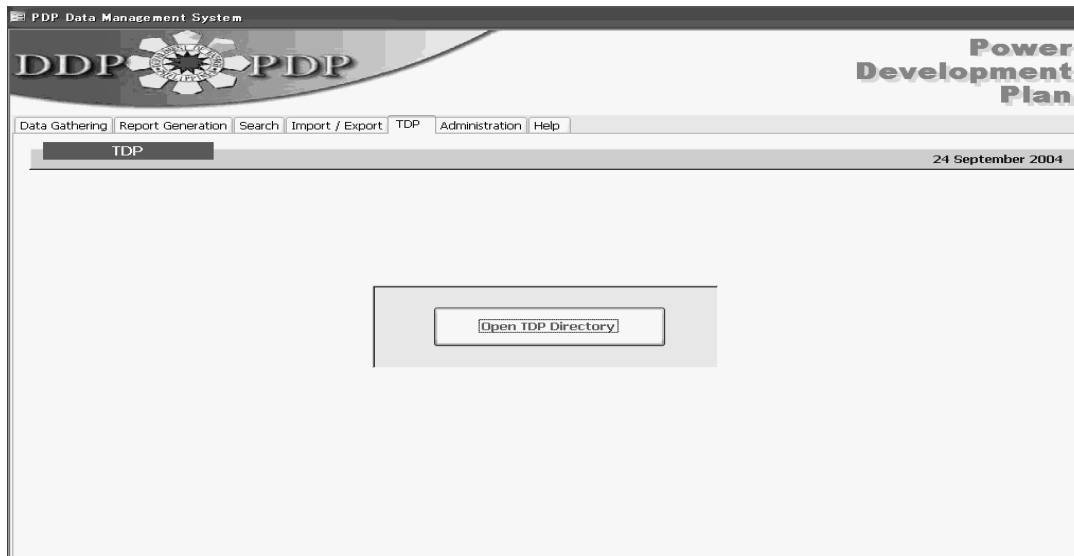 PDP Data Management System
DDP PDP
Power
Development
Plan
Data Gathering Report Generation Search Import / Export TDP Administration Help
TDP
24 September 2004
Open TDP Directory